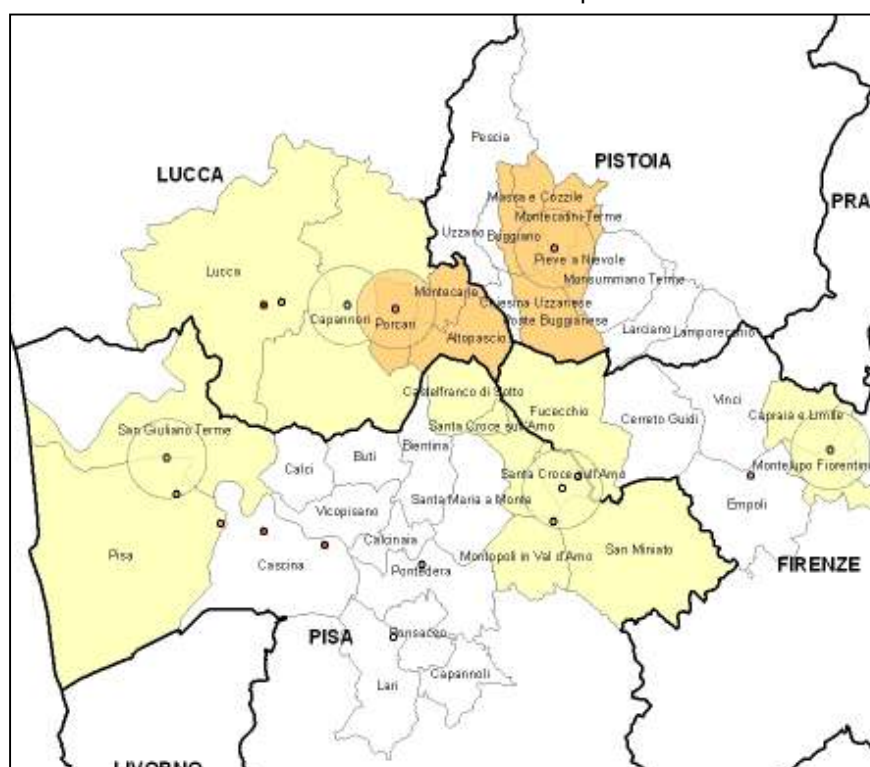 Pescia
PISTOIA
LUCCA
Massa e Cozzile
PRA
Montecatini-Terme
Uzzano
Buggiano
Lucca
Pieve a Nievole
Monsummano Terme
Montecarlo
Chiesina Uzzanese
Capannori
Porcari
Ponte Buggianese
Larciano
Lamporecchio
Altopascio
Castelfranco di Sotto
Fucecchio
Vinci
Cerreto Guidi
Capraia e Limite
San Giuliano Terme
Santa Croce sull'Arno
Bientina
Buti
Calci
Santa Croce sull'Arno
Montelupo Fiorentino
Santa Maria a Monte
Empoli
Vicopisano
Calcinaia
Pisa
Montopoli in Val d'Arno
San Miniato
Cascina
Pontedera
FIRENZE
PISA
Ponsacco
Capannoli
Lari
LIVORNO